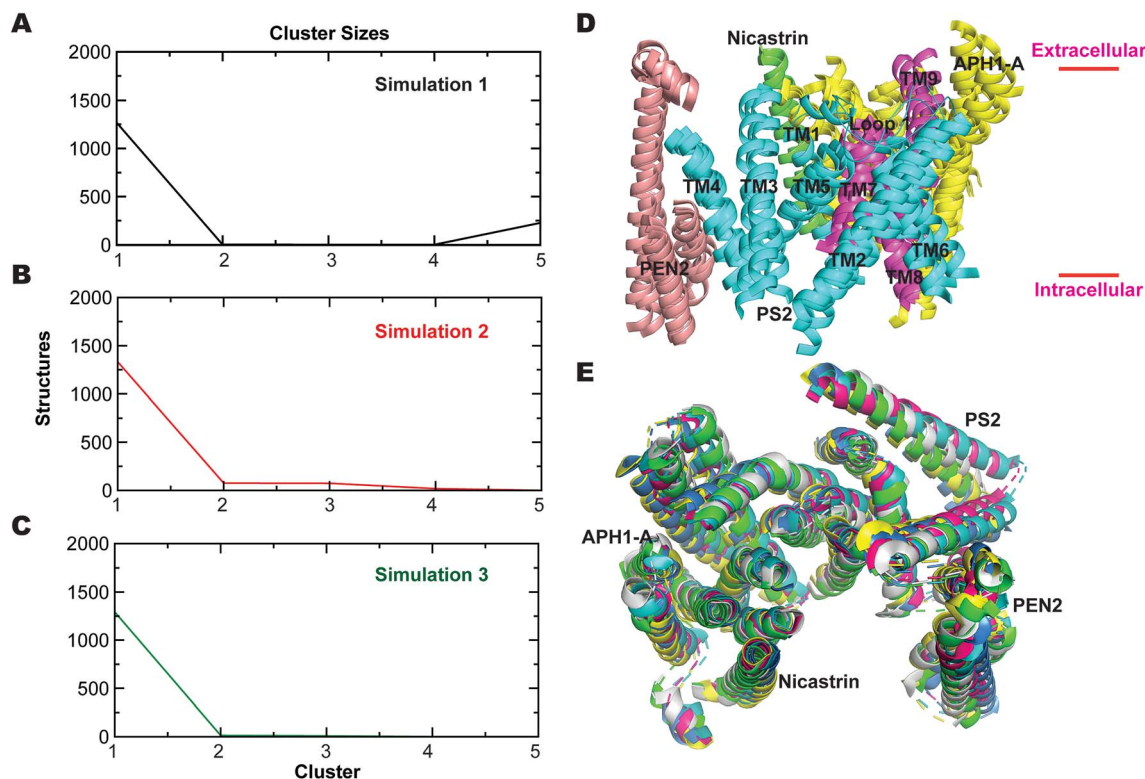 A
Cluster Sizes
2000
1500
1000
500
0
Simulation 1
1 2 3 4 5
B
2000
1500
1000
500
0
Simulation 2
1 2 3 4 5
Structures
C
2000
1500
1000
500
0
Simulation 3
1 2 3 4 5
Cluster
D
Nicastrin
Extracellular
APH1-A
TM9
Loop 1
TM1
TM4
TM3
TM5
TM7
TM2
TM6
TM8
PEN2
PS2
Intracellular
E
PS2
APH1-A
PEN2
Nicastrin